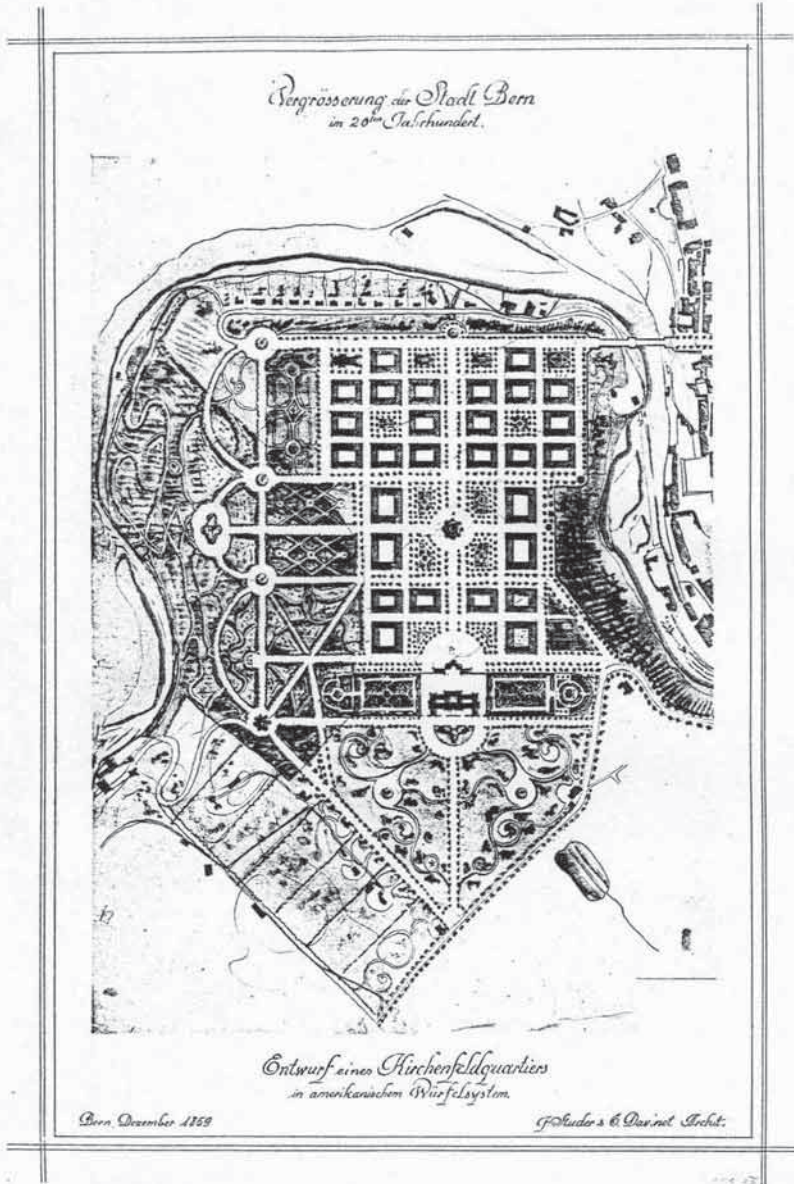 Vergrösserung der Stadt Bern
im 20ten Jahrhundert.
Entwurf eines Kirchenfeldquartiers
in amerikanischem Würfelsystem.
Bern, Dezember 1859
Studer & E. Davinet Archit.